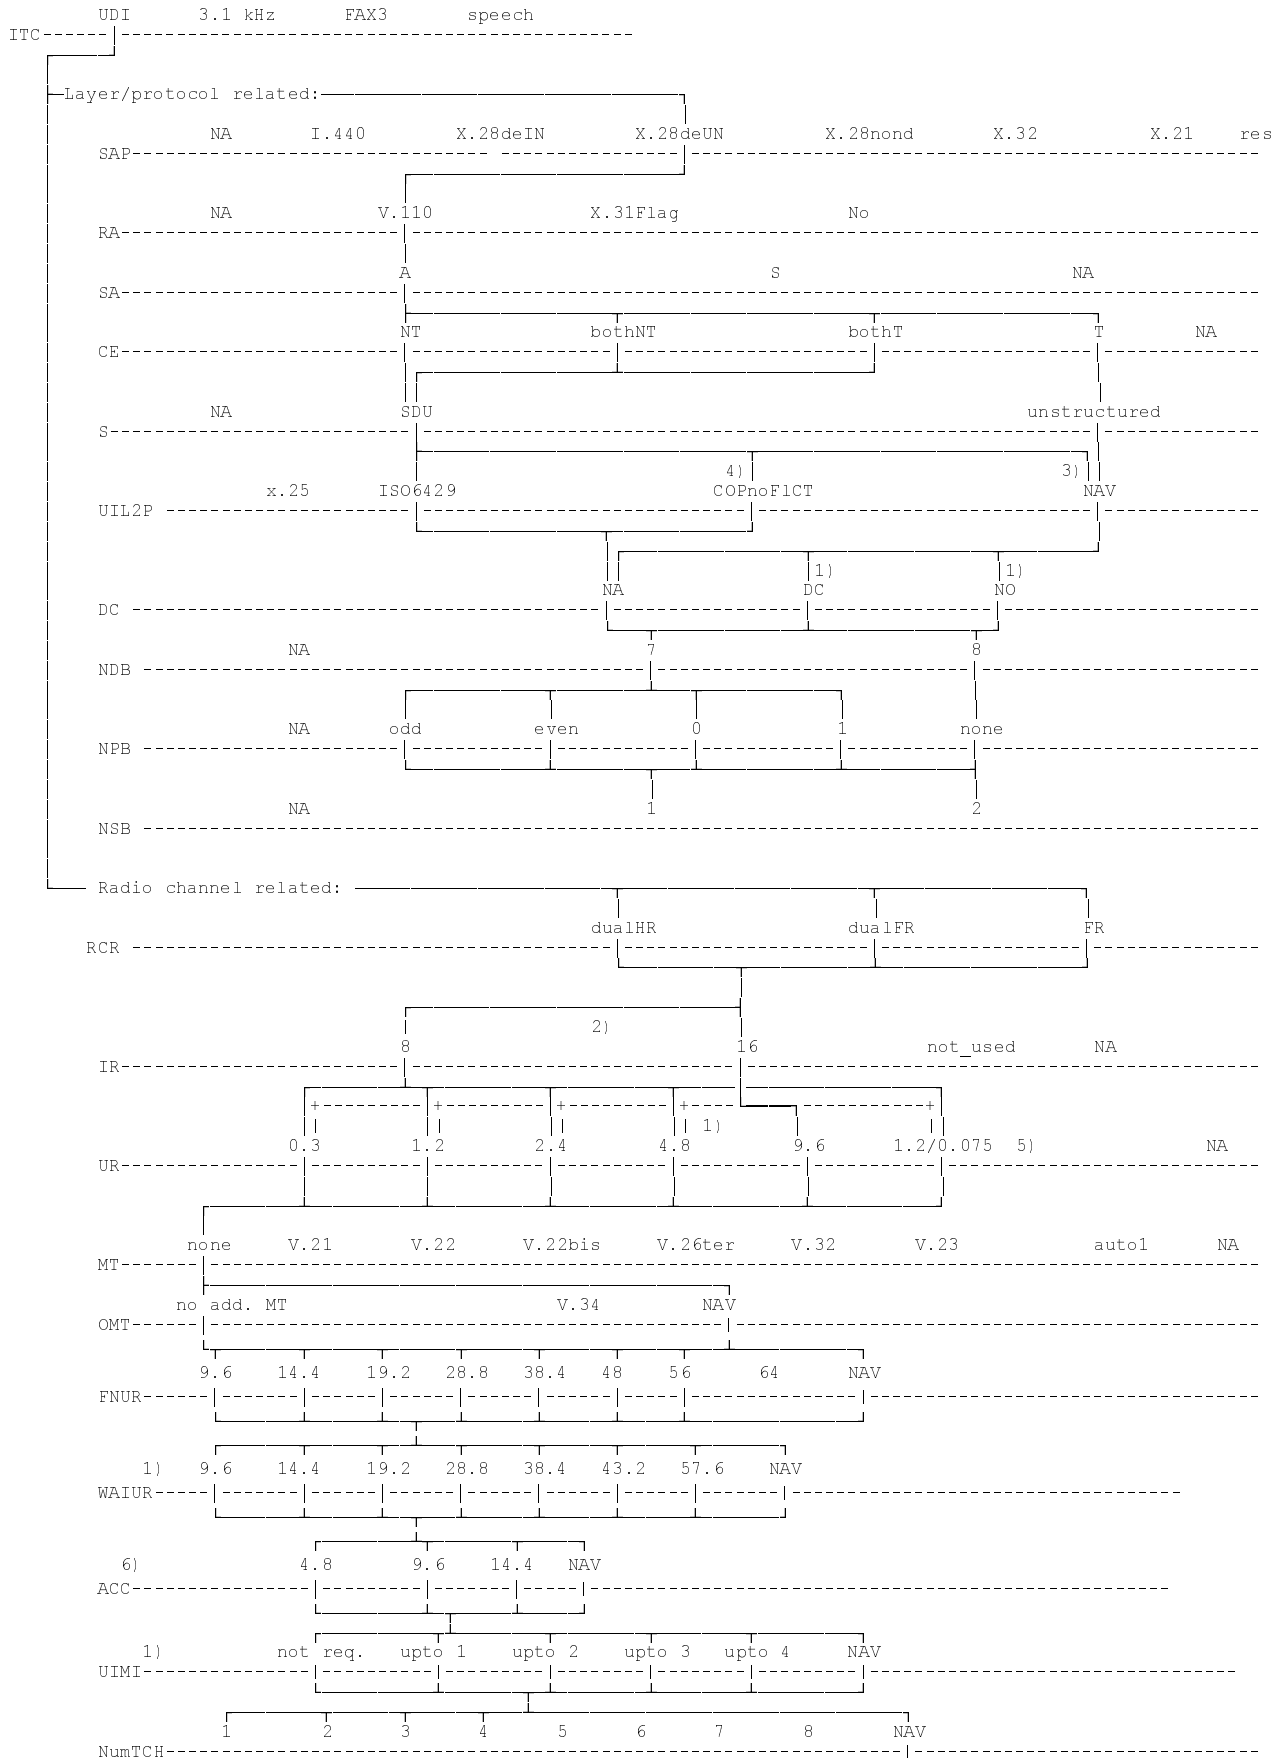 UDI 3.1 kHz FAX3 speech
ITC
Layer/protocol related:
NA I.440 X.28deIN X.28deUN X.28nond X.32 X.21 res
SAP
NA V.110 X.31Flag No
RA
A S NA
SA
NT bothNT bothT T NA
CE
NA SDU unstructured
S
4) 3)
x.25 ISO6429 COPnoFlCT NAV
UIL2P
1) 1)
NA DC NO
DC
NA 7 8
NDB
NA odd even 0 1 none
NPB
NA 1 2
NSB
Radio channel related:
dualHR dualFR FR
RCR
2)
8 16 not_used NA
IR
1)
0.3 1.2 2.4 4.8 9.6 1.2/0.075 5) NA
UR
none V.21 V.22 V.22bis V.26ter V.32 V.23 auto1 NA
MT
no add. MT V.34 NAV
OMT
9.6 14.4 19.2 28.8 38.4 48 56 64 NAV
FNUR
1) 9.6 14.4 19.2 28.8 38.4 43.2 57.6 NAV
WAIUR
6) 4.8 9.6 14.4 NAV
ACC
1) not req. upto 1 upto 2 upto 3 upto 4 NAV
UIMI
1 2 3 4 5 6 7 8 NAV
NumTCH